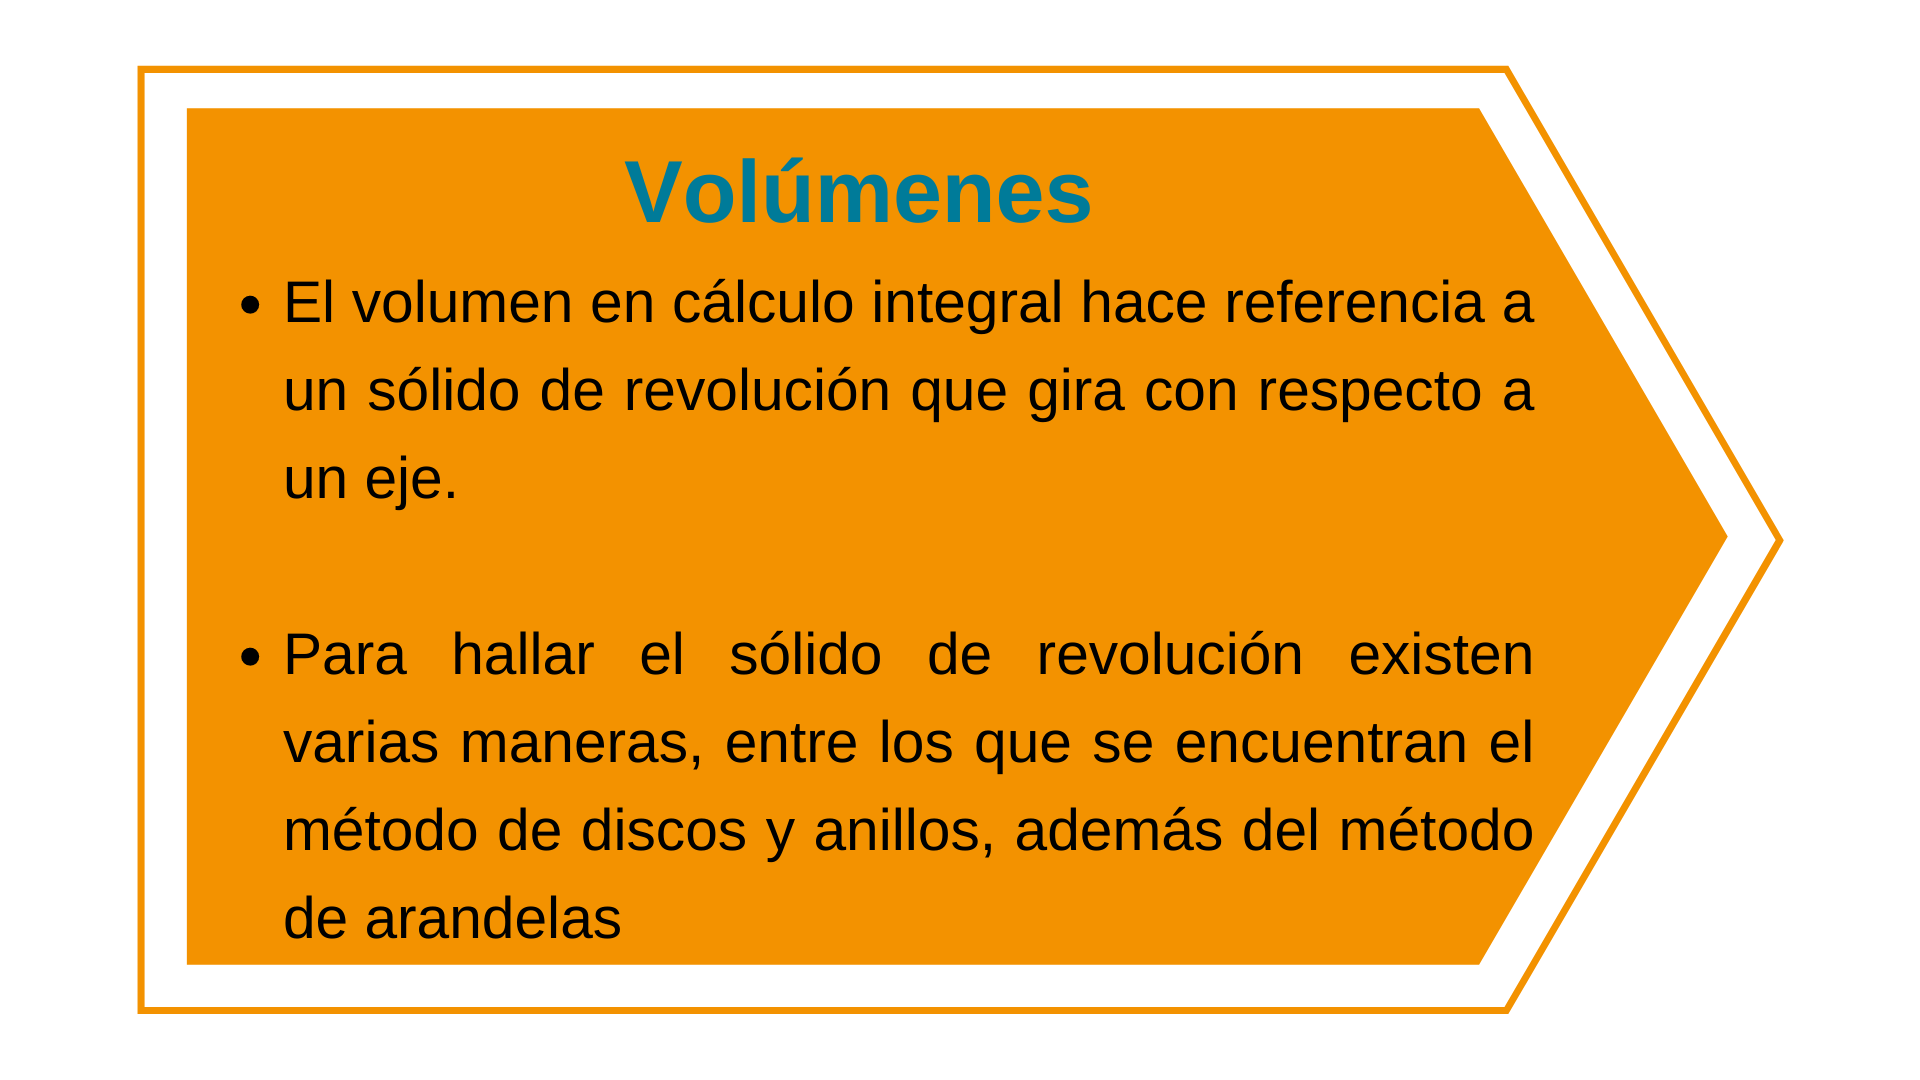 Volúmenes
• El volumen en cálculo integral hace referencia a
un sólido de revolución que gira con respecto a
un eje.
• Para hallar el sólido de revolución existen
varias maneras, entre los que se encuentran el
método de discos y anillos, además del método
de arandelas